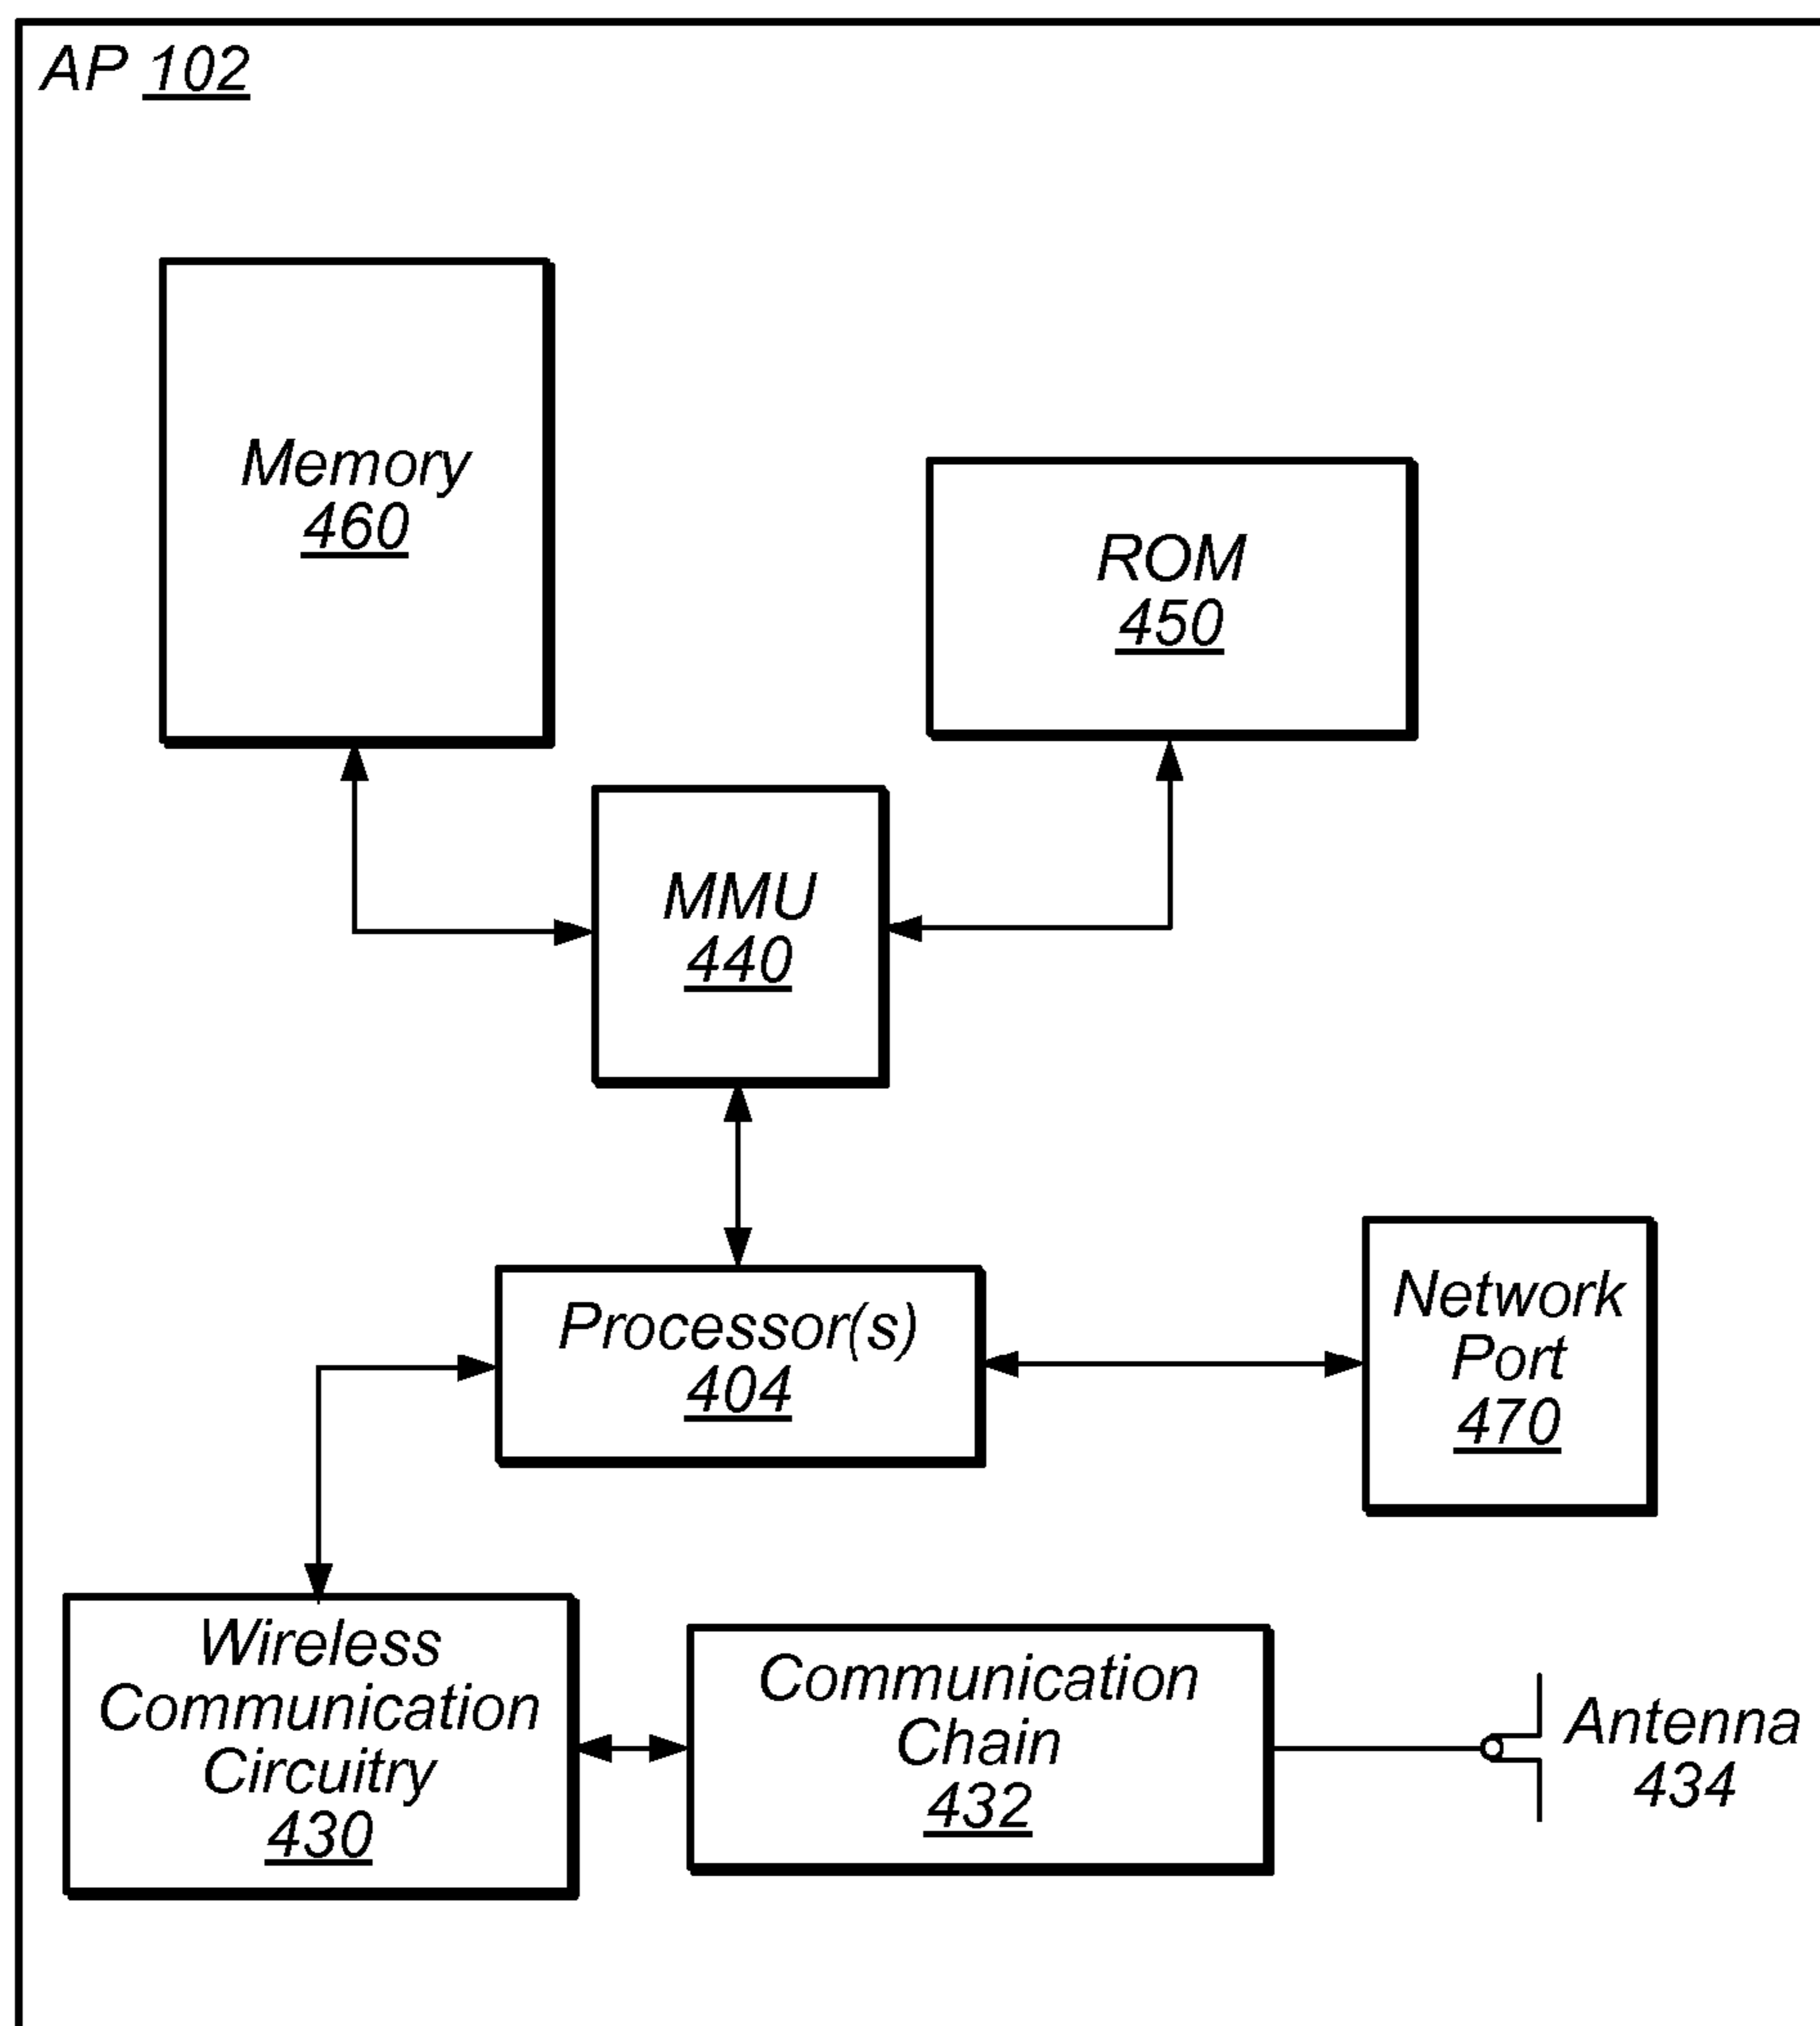 AP 102
Memory
460
ROM
450
MMU
440
Processor(s)
404
Network
Port
470
Wireless
Communication
Circuitry
430
Communication
Chain
432
Antenna
434